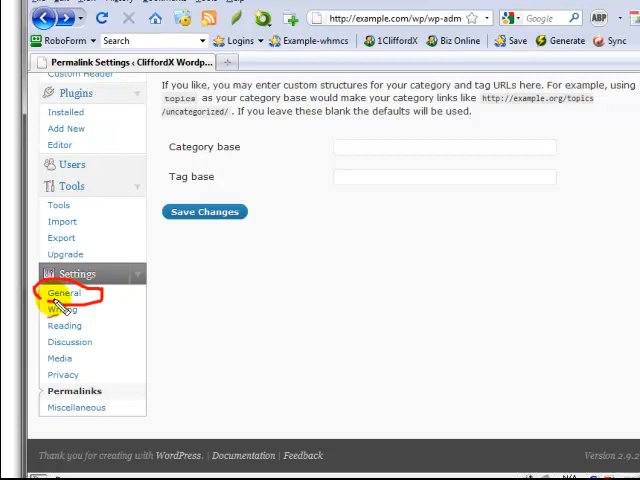 http://example.com/wp/wp-adm
Google
ABP
RoboForm
Search
Logins
Example-whmcs
1CliffordX
Biz Online
Save
Generate
Sync
Permalink Settings ‹ CliffordX Wordp...
Custom Header
Plugins
Installed
Add New
Editor
Users
Tools
Tools
Import
Export
Upgrade
Settings
General
Writing
Reading
Discussion
Media
Privacy
Permalinks
Miscellaneous
If you like, you may enter custom structures for your category and tag URLs here. For example, using
topics as your category base would make your category links like http://example.org/topics
/uncategorized/ . If you leave these blank the defaults will be used.
Category base
Tag base
Save Changes
Thank you for creating with WordPress. | Documentation | Feedback
Version 2.9.2